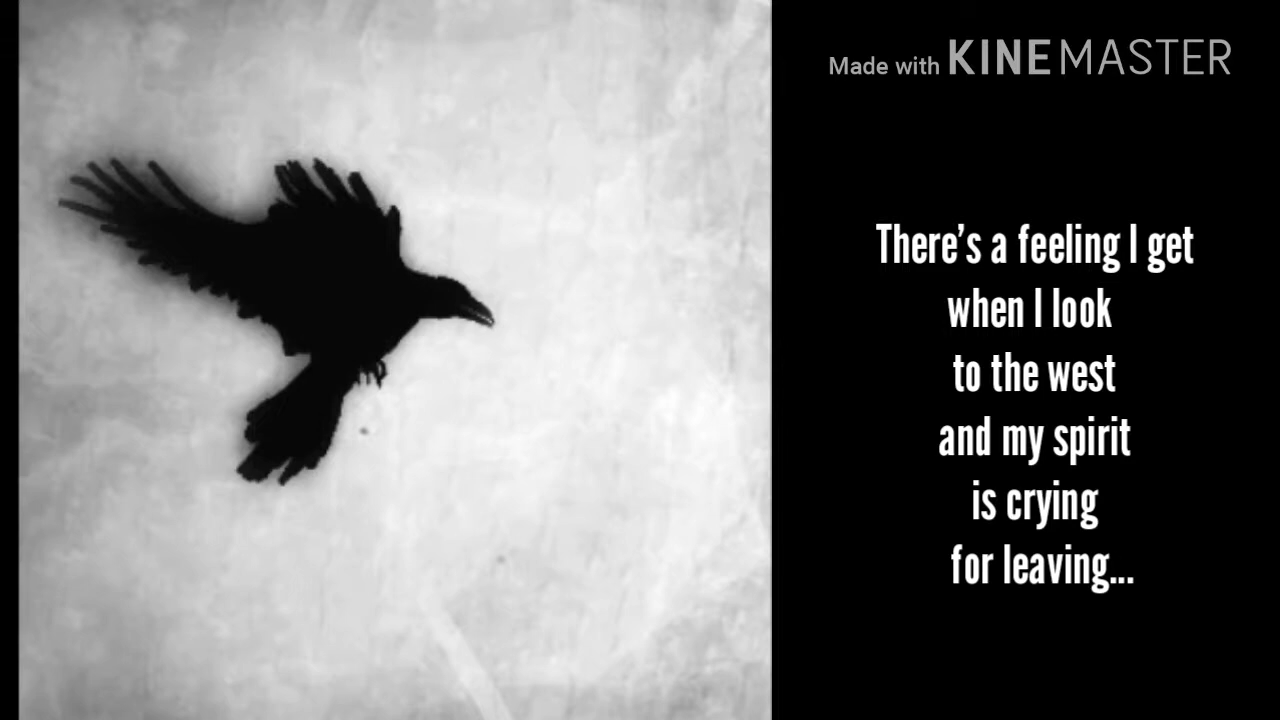 Made with KINEMASTER
There's a feeling I get
when I look
to the west
and my spirit
is crying
for leaving...